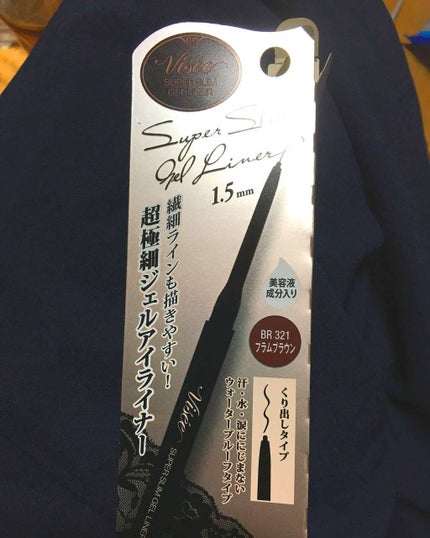 Visée
SUPER SLIM
GEL LINER
Super Slim
Gel Liner
1.5mm
繊細ラインも描きやすい!
超極細ジェルアイライナー
美容液
成分入り
BR 321
プラムブラウン
くり出しタイプ
汗・水・涙ににじまない
ウォータープルーフタイプ
Visée
SUPER SLIM GEL LINER